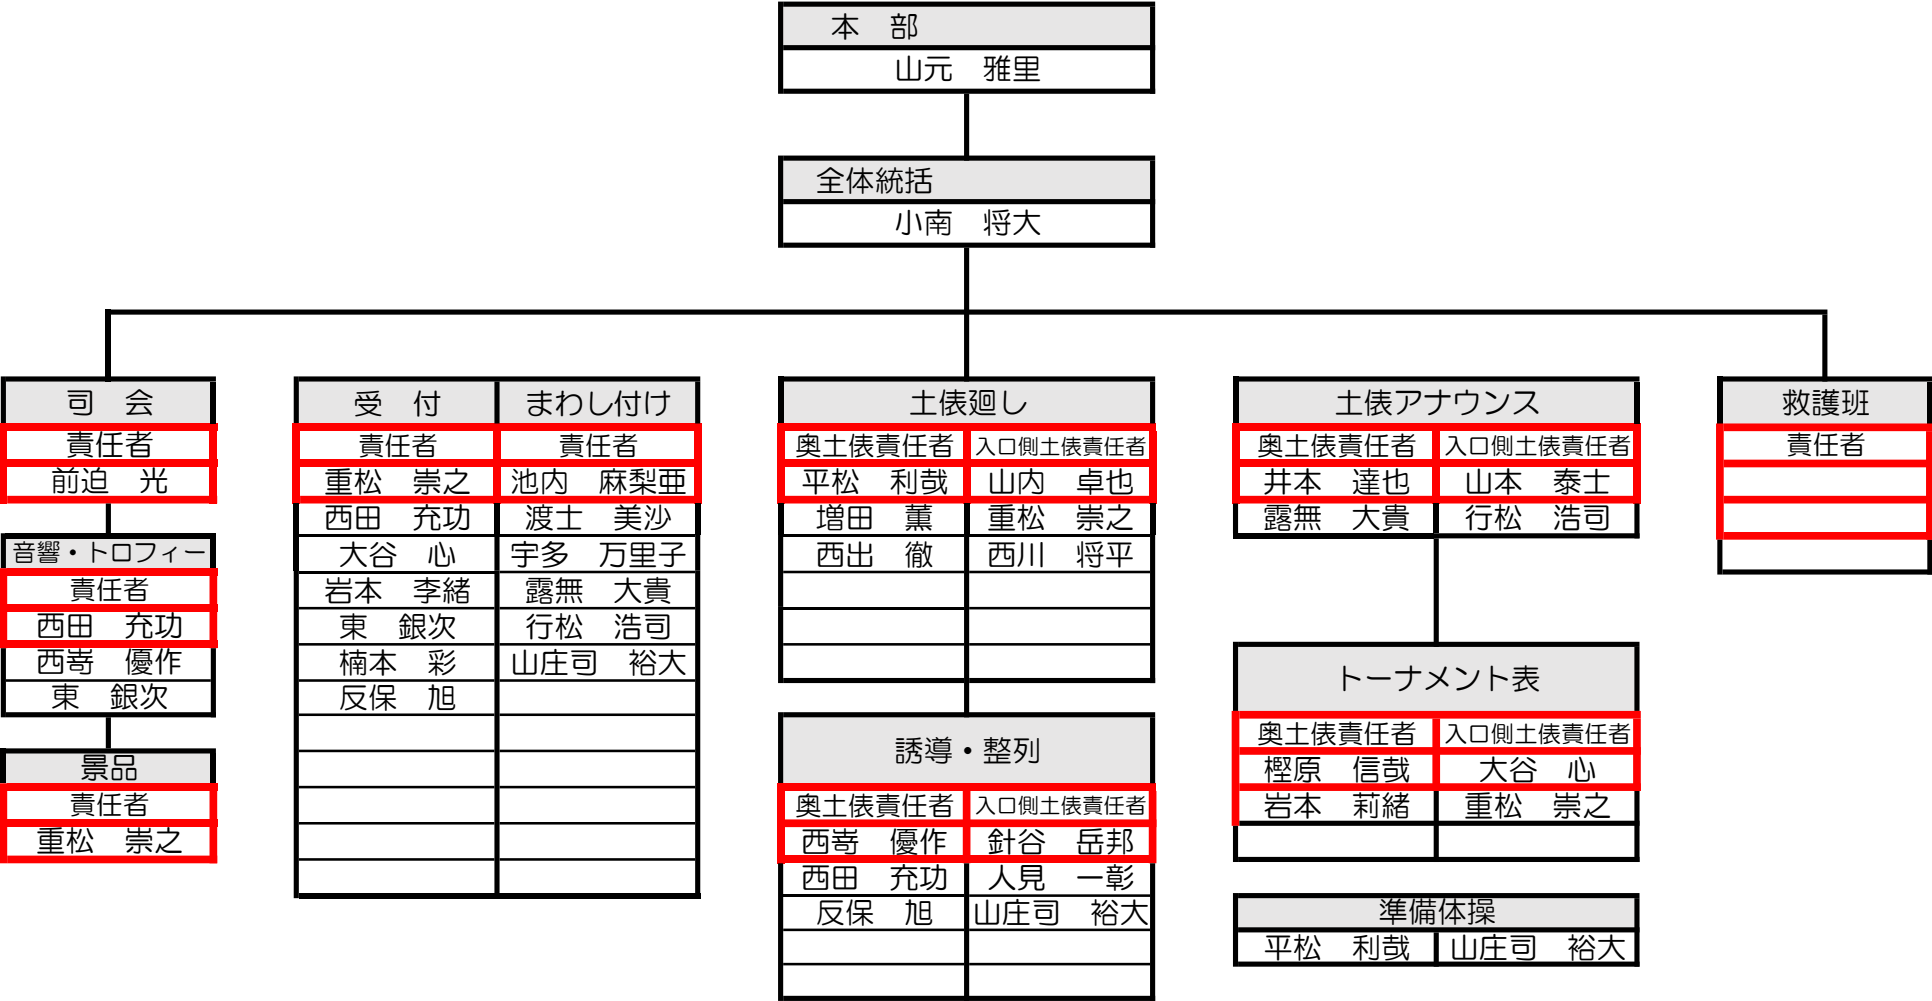 本　部
山元　雅里
全体統括
小南　将大
司　会
責任者
前迫　光
音響・トロフィー
責任者
西田　充功
西嵜　優作
東　銀次
景品
責任者
重松　崇之
受　付　まわし付け
責任者　責任者
重松　崇之　池内　麻梨亜
西田　充功　渡士　美沙
大谷　心　宇多　万里子
岩本　李緒　露無　大貴
東　銀次　行松　浩司
楠本　彩　山庄司　裕大
反保　旭
土俵廻し
奥土俵責任者　入口側土俵責任者
平松　利哉　山内　卓也
増田　薫　重松　崇之
西出　徹　西川　将平
誘導・整列
奥土俵責任者　入口側土俵責任者
西嵜　優作　針谷　岳邦
西田　充功　人見　一彰
反保　旭　山庄司　裕大
土俵アナウンス
奥土俵責任者　入口側土俵責任者
井本　達也　山本　泰士
露無　大貴　行松　浩司
トーナメント表
奥土俵責任者　入口側土俵責任者
樫原　信哉　大谷　心
岩本　莉緒　重松　崇之
準備体操
平松　利哉　山庄司　裕大
救護班
責任者